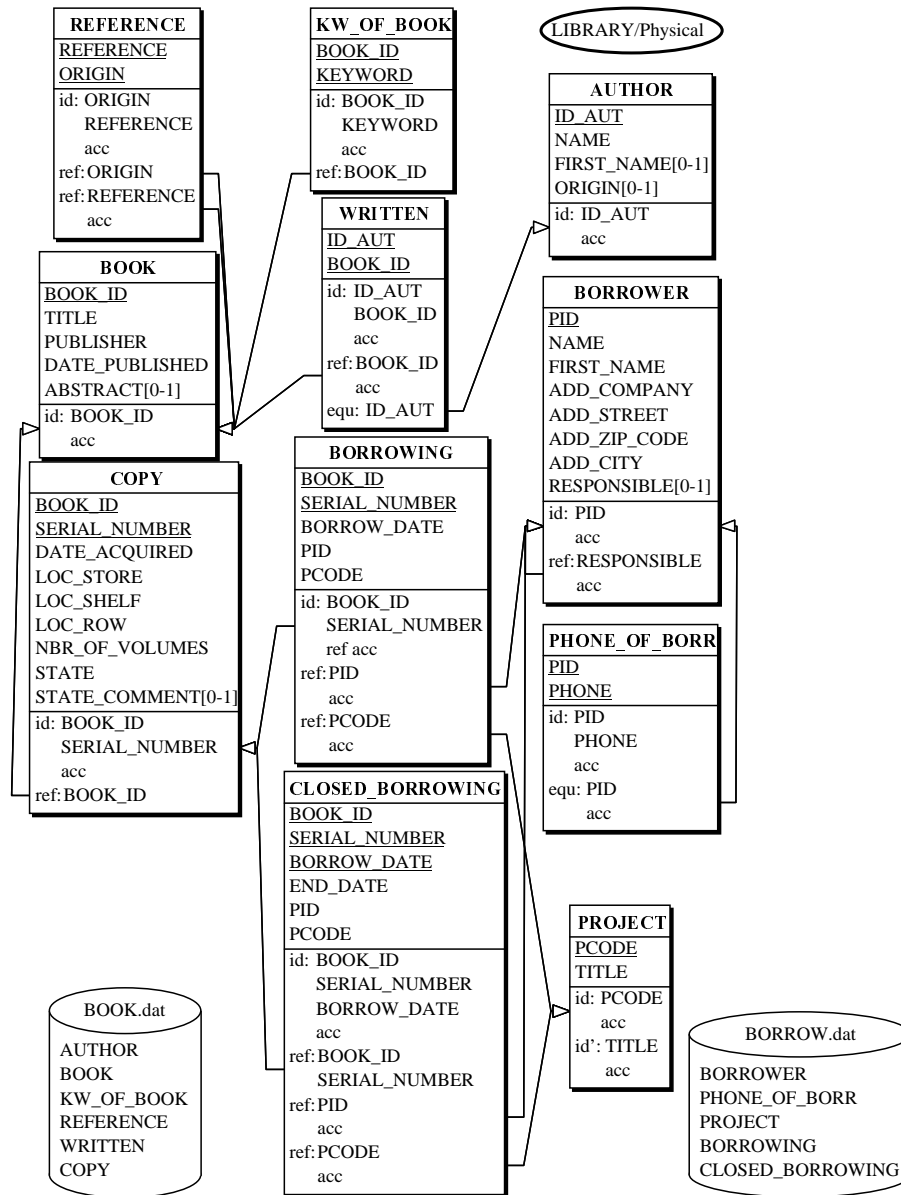 REFERENCE
REFERENCE
ORIGIN
id: ORIGIN
REFERENCE
acc
ref:ORIGIN
ref:REFERENCE
acc
KW_OF_BOOK
BOOK_ID
KEYWORD
id: BOOK_ID
KEYWORD
acc
ref:BOOK_ID
LIBRARY/Physical
AUTHOR
ID_AUT
NAME
FIRST_NAME[0-1]
ORIGIN[0-1]
id: ID_AUT
acc
WRITTEN
ID_AUT
BOOK_ID
id: ID_AUT
BOOK_ID
acc
ref:BOOK_ID
acc
equ: ID_AUT
BOOK
BOOK_ID
TITLE
PUBLISHER
DATE_PUBLISHED
ABSTRACT[0-1]
id: BOOK_ID
acc
BORROWER
PID
NAME
FIRST_NAME
ADD_COMPANY
ADD_STREET
ADD_ZIP_CODE
ADD_CITY
RESPONSIBLE[0-1]
id: PID
acc
ref:RESPONSIBLE
acc
COPY
BOOK_ID
SERIAL_NUMBER
DATE_ACQUIRED
LOC_STORE
LOC_SHELF
LOC_ROW
NBR_OF_VOLUMES
STATE
STATE_COMMENT[0-1]
id: BOOK_ID
SERIAL_NUMBER
acc
ref:BOOK_ID
BORROWING
BOOK_ID
SERIAL_NUMBER
BORROW_DATE
PID
PCODE
id: BOOK_ID
SERIAL_NUMBER
ref acc
ref:PID
acc
ref:PCODE
acc
PHONE_OF_BORR
PID
PHONE
id: PID
PHONE
acc
equ: PID
acc
CLOSED_BORROWING
BOOK_ID
SERIAL_NUMBER
BORROW_DATE
END_DATE
PID
PCODE
id: BOOK_ID
SERIAL_NUMBER
BORROW_DATE
acc
ref:BOOK_ID
SERIAL_NUMBER
ref:PID
acc
ref:PCODE
acc
PROJECT
PCODE
TITLE
id: PCODE
acc
id': TITLE
acc
BOOK.dat
AUTHOR
BOOK
KW_OF_BOOK
REFERENCE
WRITTEN
COPY
BORROW.dat
BORROWER
PHONE_OF_BORR
PROJECT
BORROWING
CLOSED_BORROWING